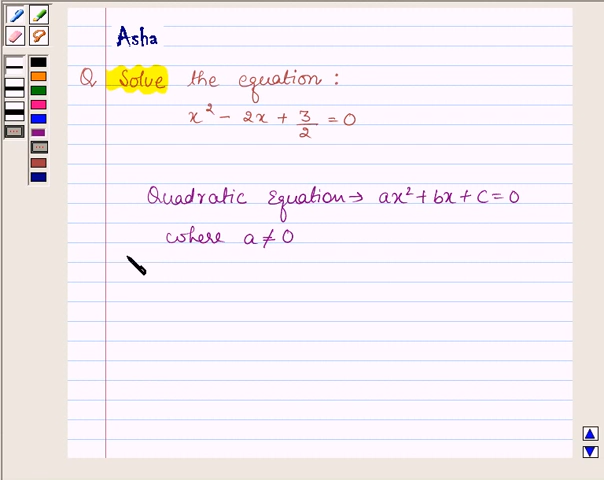 Asha
Q Solve the equation :
x² - 2x + 3/2 = 0
Quadratic Equation → ax² + bx + C = 0
where a ≠ 0